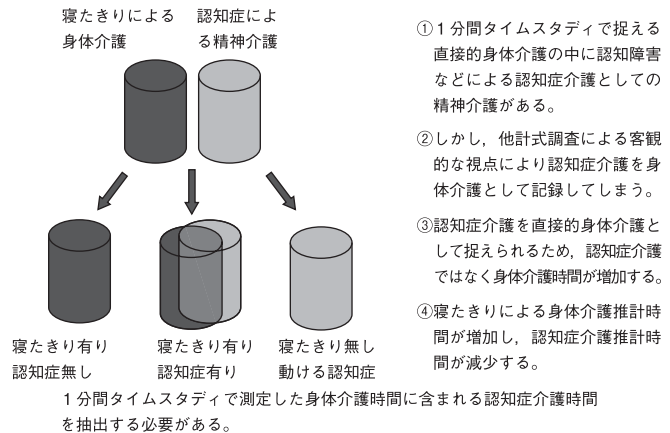 寝たきりによる
身体介護
認知症によ
る精神介護
寝たきり有り
認知症無し
寝たきり有り
認知症有り
寝たきり無し
動ける認知症
①１分間タイムスタディで捉える
直接的身体介護の中に認知障害
などによる認知症介護としての
精神介護がある。
②しかし，他計式調査による客観
的な視点により認知症介護を身
体介護として記録してしまう。
③認知症介護を直接的身体介護と
して捉えられるため，認知症介護
ではなく身体介護時間が増加する。
④寝たきりによる身体介護推計時
間が増加し，認知症介護推計時
間が減少する。
１分間タイムスタディで測定した身体介護時間に含まれる認知症介護時間
を抽出する必要がある。